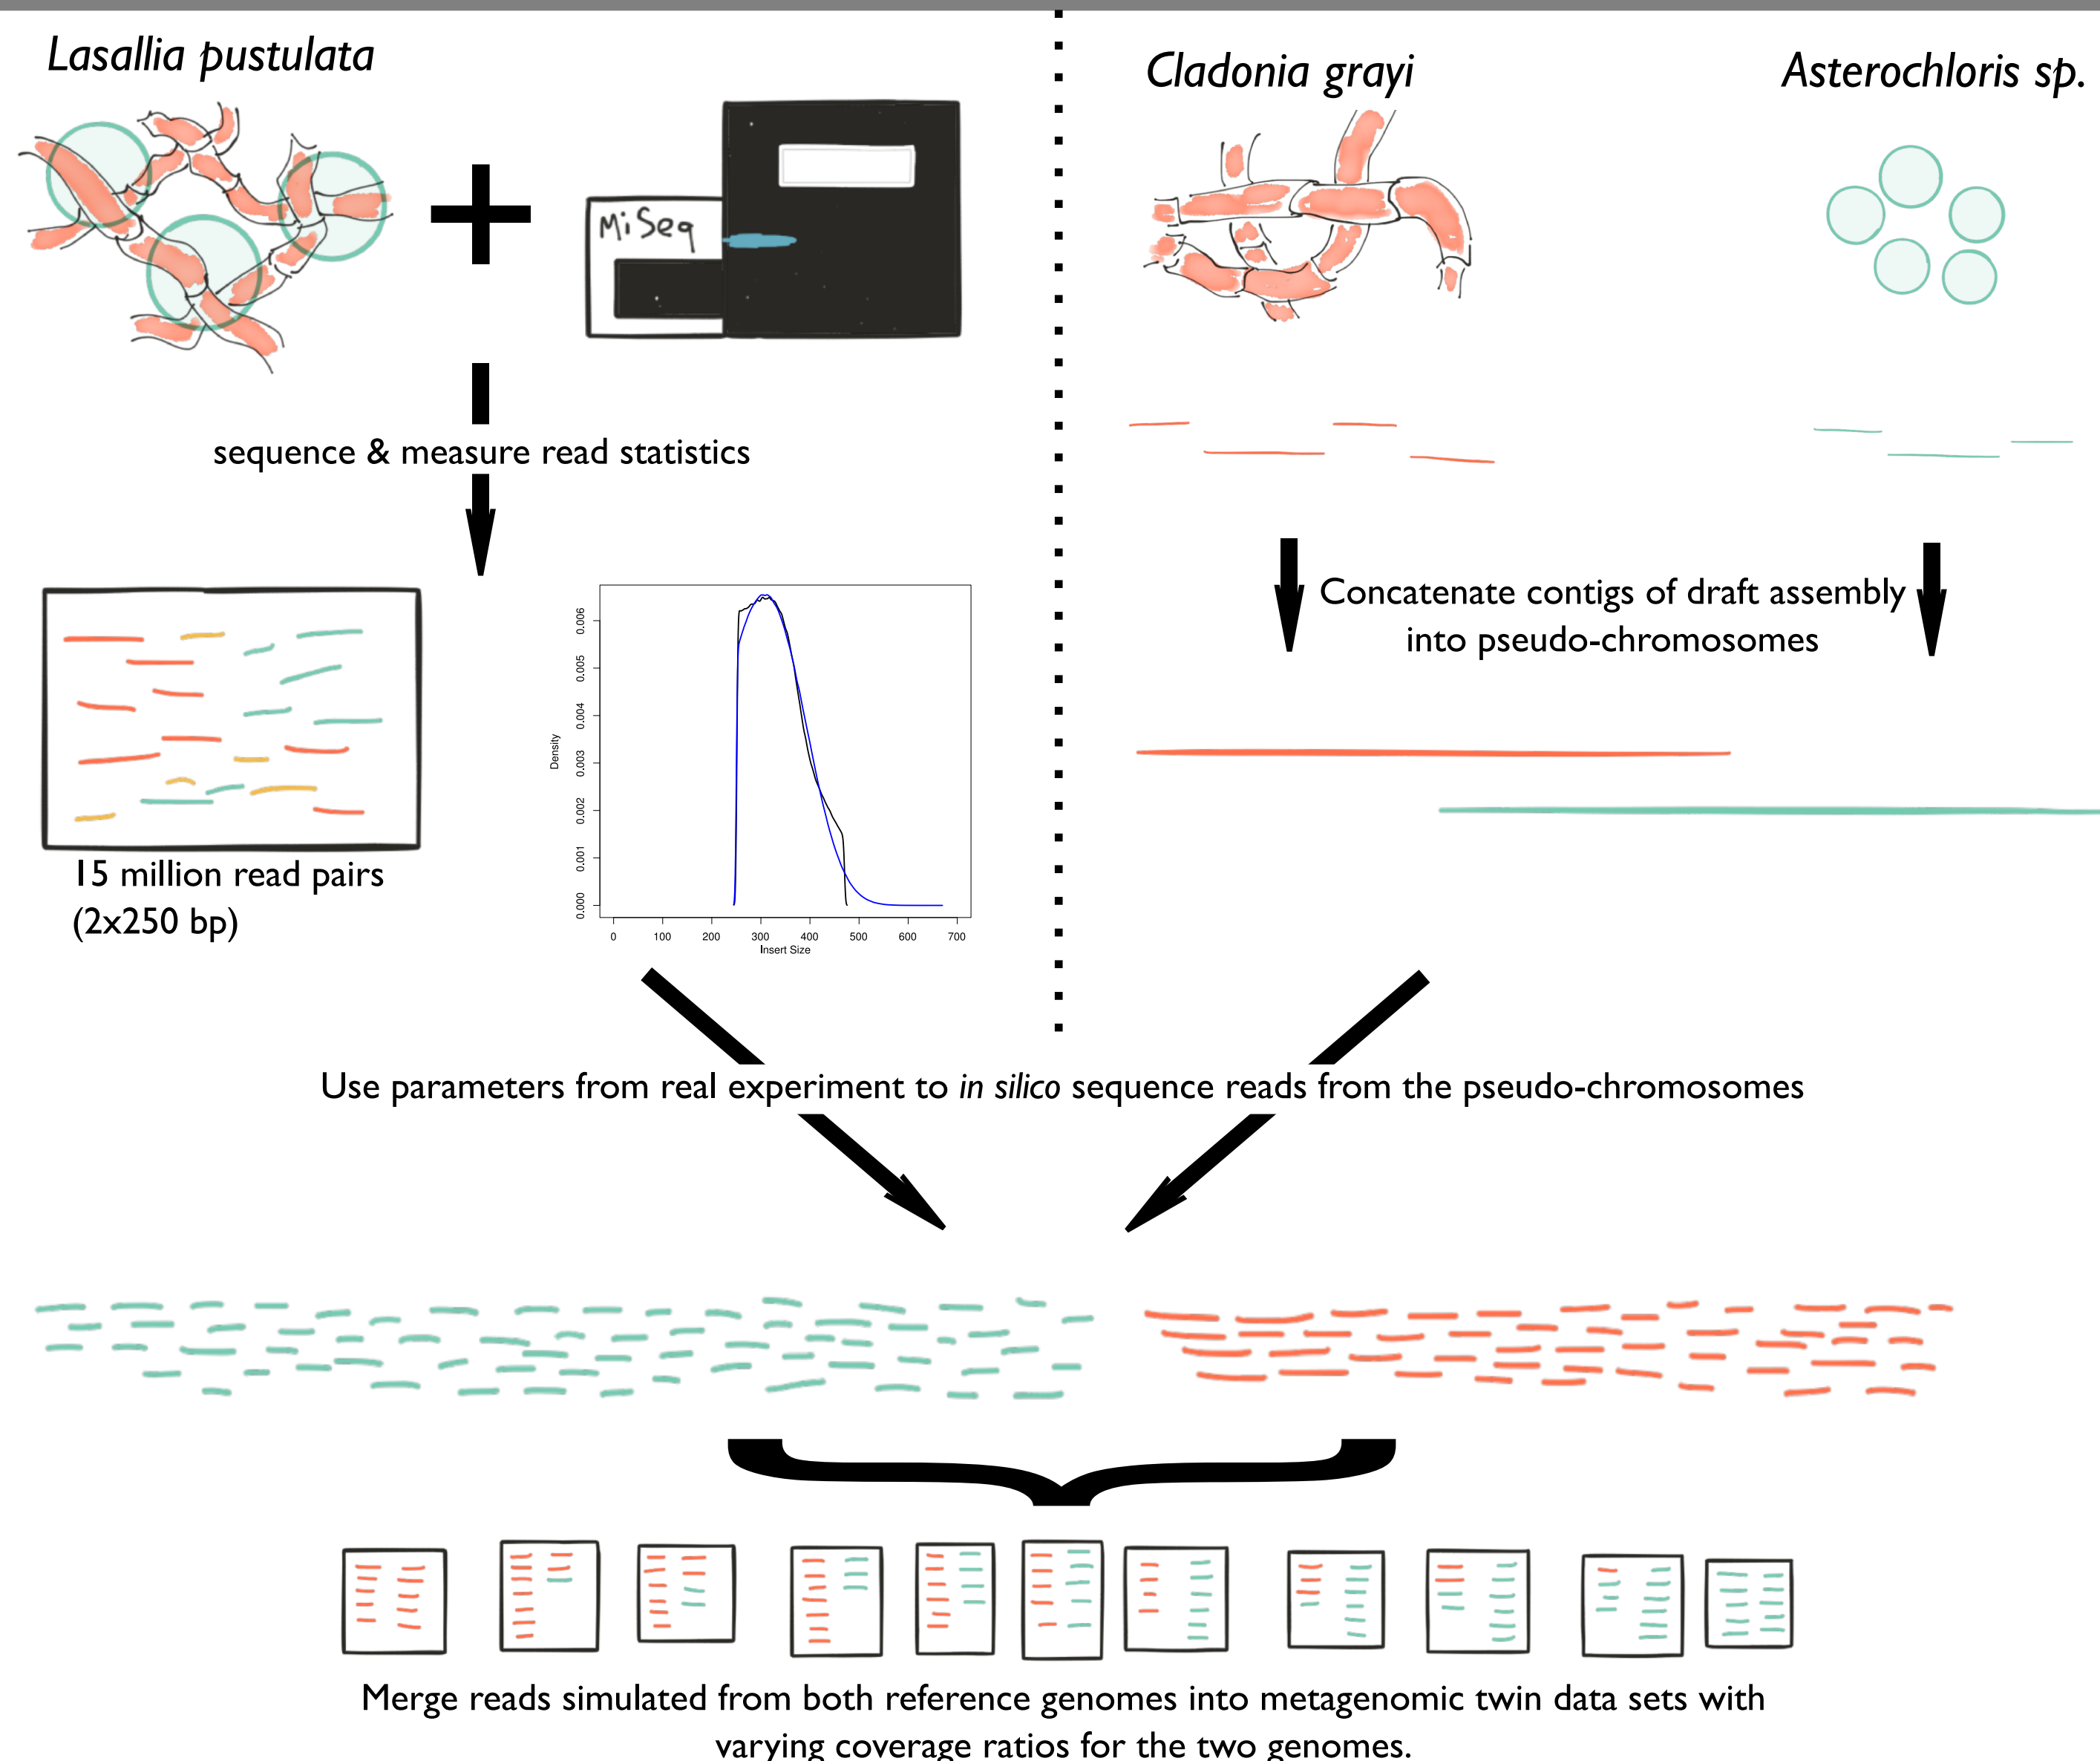 Lasallia pustulata
Cladonia grayi
Asterochloris sp.
MiSeq
sequence & measure read statistics
Concatenate contigs of draft assembly
into pseudo-chromosomes
Density
0.000 0.001 0.002 0.003 0.004 0.005 0.06
0 100 200 300 400 500 600 700
Insert Size
15 million read pairs
(2x250 bp)
Use parameters from real experiment to in silico sequence reads from the pseudo-chromosomes
Merge reads simulated from both reference genomes into metagenomic twin data sets with
varying coverage ratios for the two genomes.